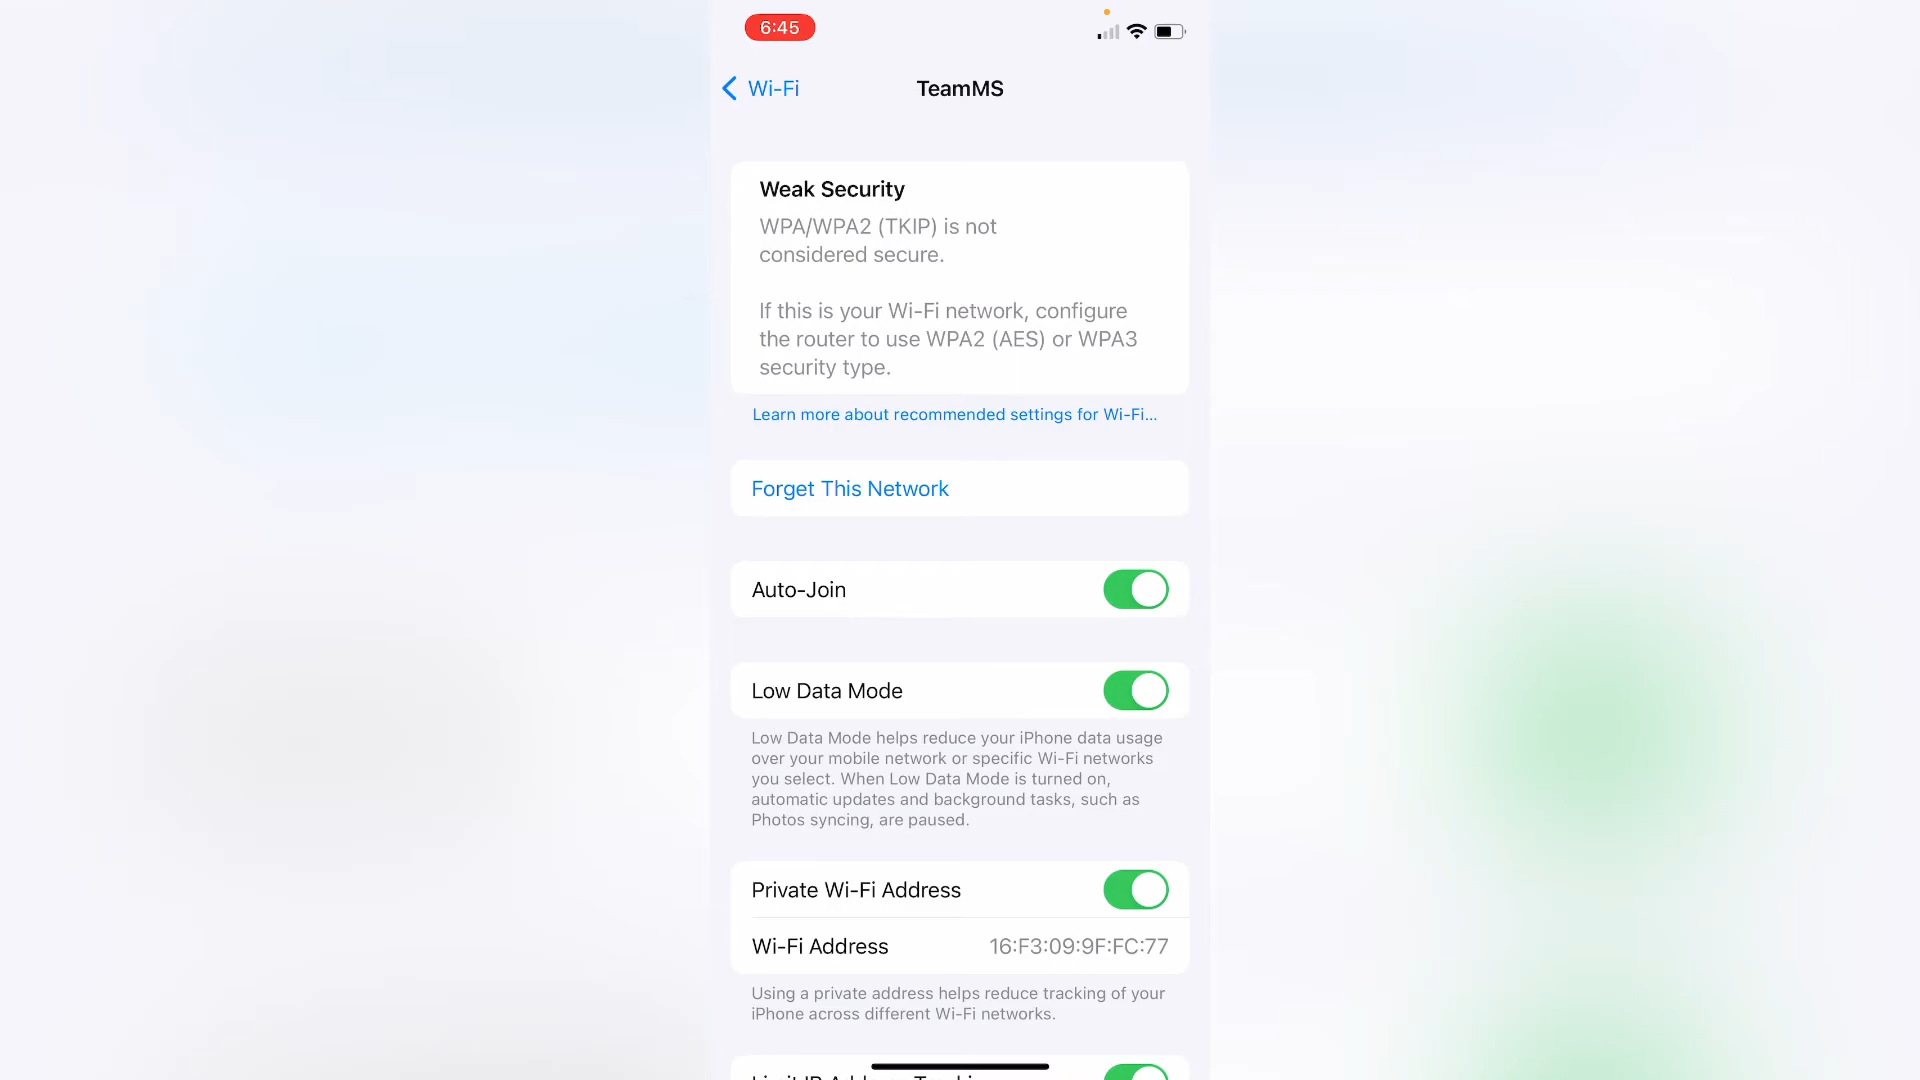 6:45
Wi-Fi
TeamMS
Weak Security
WPA/WPA2 (TKIP) is not
considered secure.
If this is your Wi-Fi network, configure
the router to use WPA2 (AES) or WPA3
security type.
Learn more about recommended settings for Wi-Fi...
Forget This Network
Auto-Join
Low Data Mode
Low Data Mode helps reduce your iPhone data usage
over your mobile network or specific Wi-Fi networks
you select. When Low Data Mode is turned on,
automatic updates and background tasks, such as
Photos syncing, are paused.
Private Wi-Fi Address
Wi-Fi Address 16:F3:09:9F:FC:77
Using a private address helps reduce tracking of your
iPhone across different Wi-Fi networks.